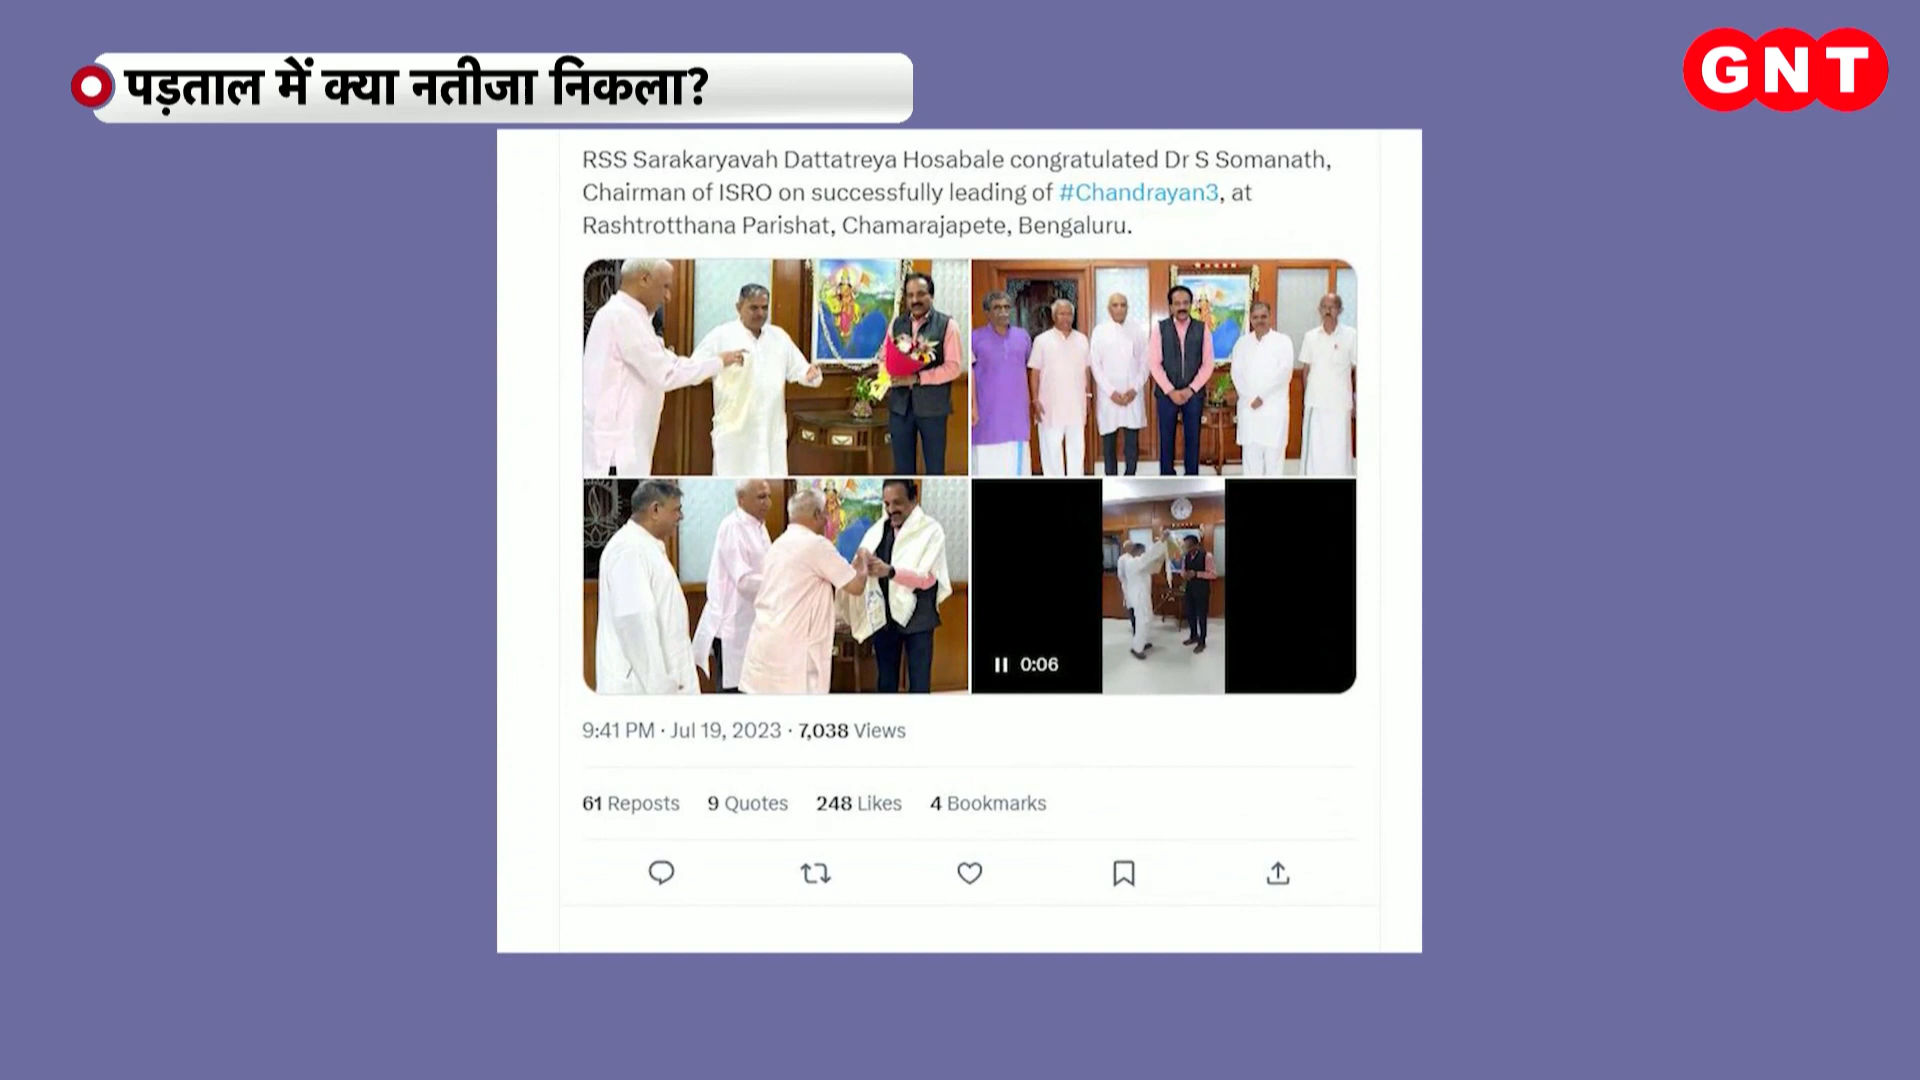 पड़ताल में क्या नतीजा निकला?
GNT
RSS Sarakaryavah Dattatreya Hosabale congratulated Dr S Somanath,
Chairman of ISRO on successfully leading of #Chandrayan3, at
Rashtrotthana Parishat, Chamarajapete, Bengaluru.
0:06
9:41 PM · Jul 19, 2023 · 7,038 Views
61 Reposts 9 Quotes 248 Likes 4 Bookmarks